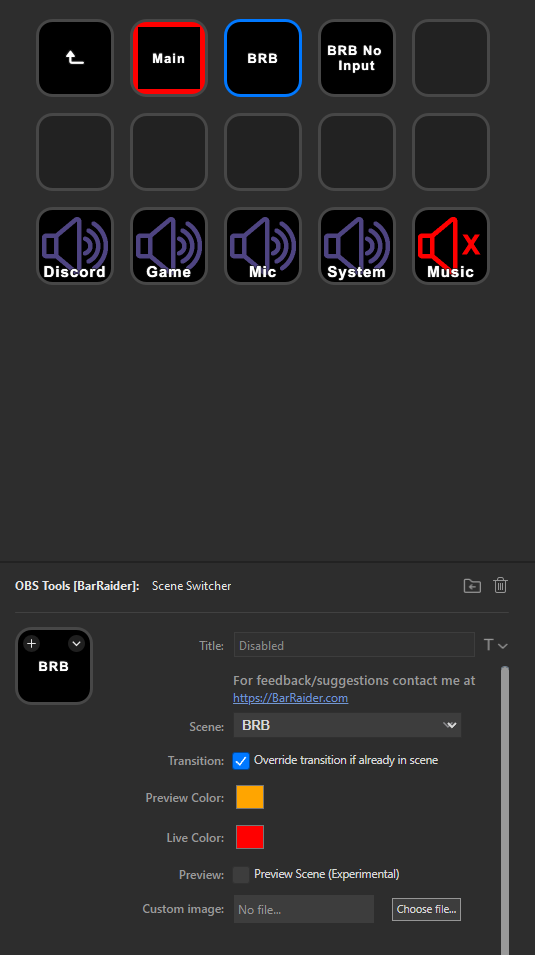 Main
BRB
BRB No
Input
Discord
Game
Mic
System
X
Music
OBS Tools [BarRaider]: Scene Switcher
BRB
Title: Disabled T
For feedback/suggestions contact me at
https://BarRaider.com
Scene: BRB
Transition: Override transition if already in scene
Preview Color:
Live Color:
Preview: Preview Scene (Experimental)
Custom image: No file... Choose file...